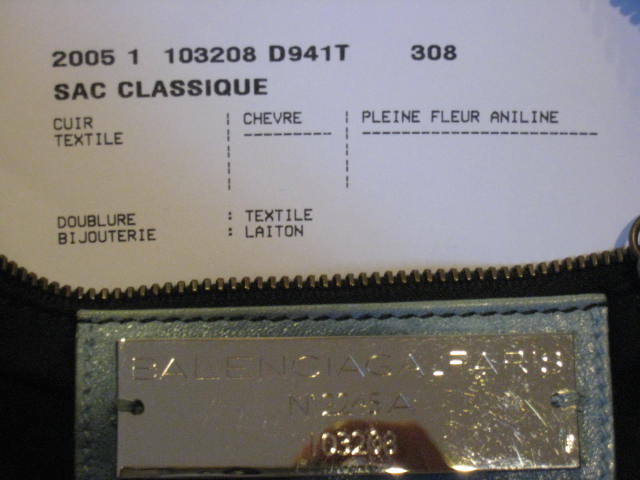 2005 1 103208 D941T 308
SAC CLASSIQUE
CUIR | CHEVRE | PLEINE FLEUR ANILINE
TEXTILE
DOUBLURE : TEXTILE
BIJOUTERIE : LAITON
BALENCIAGA.PARIS
103208